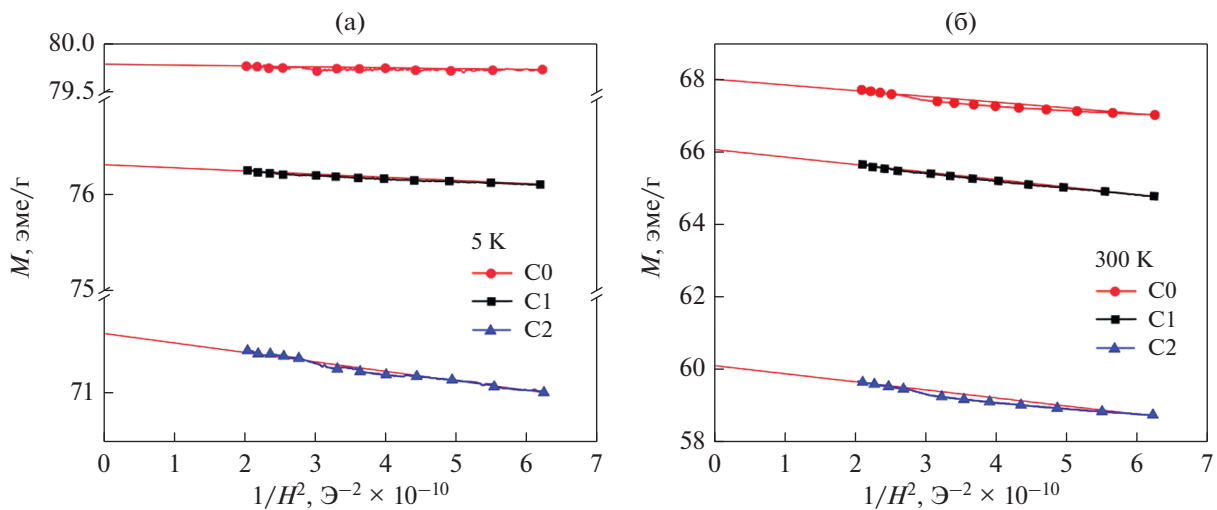 (а)
80.0
79.5
76
75
71
M, эме/г
5 K
C0
C1
C2
0 1 2 3 4 5 6 7
1/H², Э⁻² × 10⁻¹⁰
(б)
68
66
64
62
60
58
M, эме/г
300 K
C0
C1
C2
0 1 2 3 4 5 6 7
1/H², Э⁻² × 10⁻¹⁰